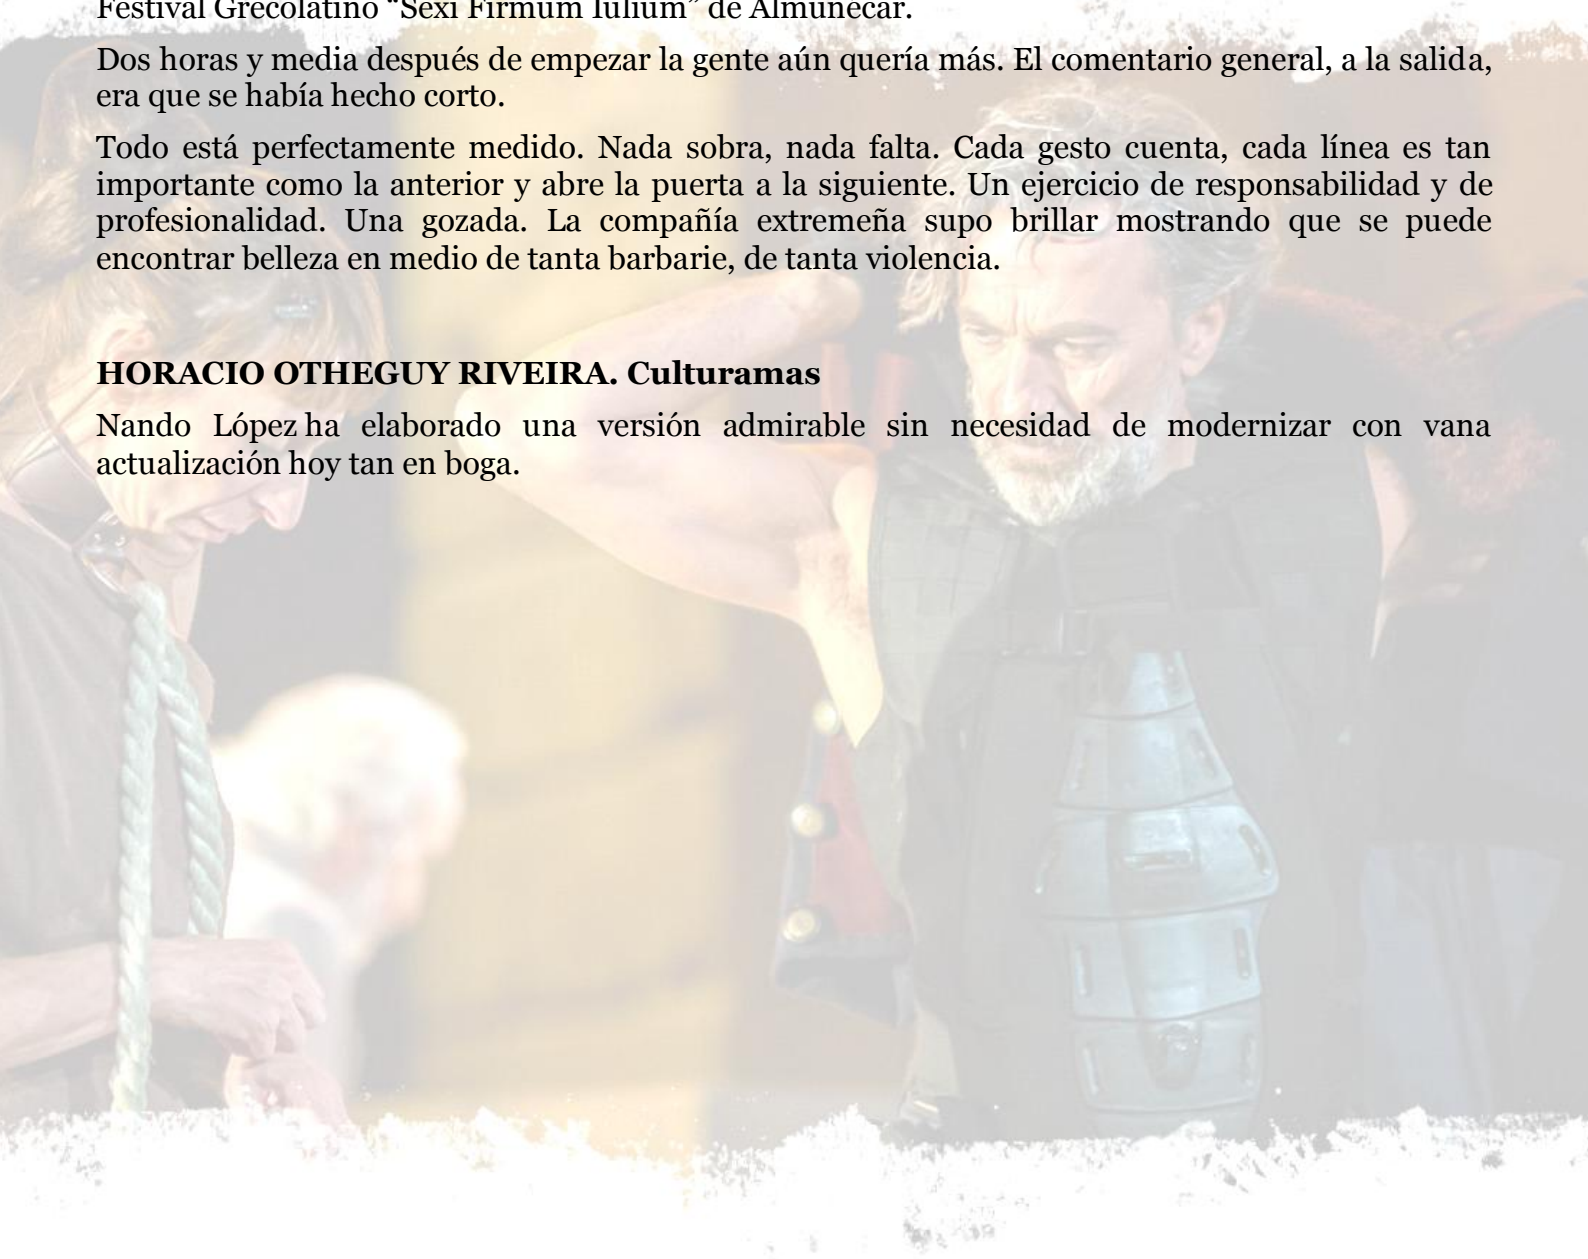 Festival Grecolatino “Sexi Firmum Iulium” de Almuñécar.
Dos horas y media después de empezar la gente aún quería más. El comentario general, a la salida,
era que se había hecho corto.
Todo está perfectamente medido. Nada sobra, nada falta. Cada gesto cuenta, cada línea es tan
importante como la anterior y abre la puerta a la siguiente. Un ejercicio de responsabilidad y de
profesionalidad. Una gozada. La compañía extremeña supo brillar mostrando que se puede
encontrar belleza en medio de tanta barbarie, de tanta violencia.
HORACIO OTHEGUY RIVEIRA. Culturamas
Nando López ha elaborado una versión admirable sin necesidad de modernizar con vana
actualización hoy tan en boga.